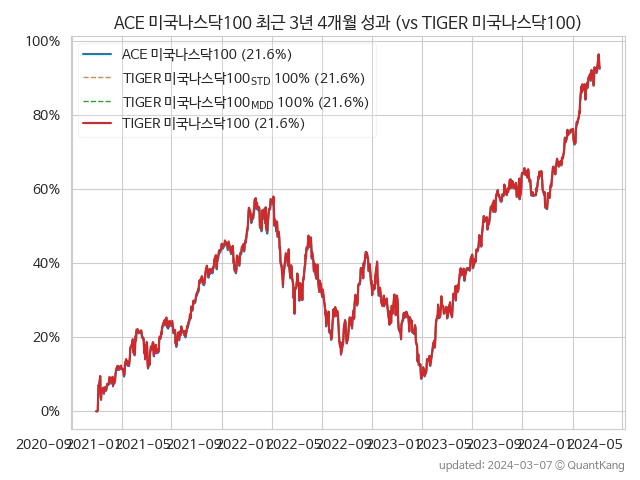 ACE 미국나스닥100 최근 3년 4개월 성과 (vs TIGER 미국나스닥100)
100%
80%
60%
40%
20%
0%
ACE 미국나스닥100 (21.6%)
TIGER 미국나스닥100STD 100% (21.6%)
TIGER 미국나스닥100MDD 100% (21.6%)
TIGER 미국나스닥100 (21.6%)
2020-09 2021-01 2021-05 2021-09 2022-01 2022-05 2022-09 2023-01 2023-05 2023-09 2024-01 2024-05
updated: 2024-03-07 © QuantKang